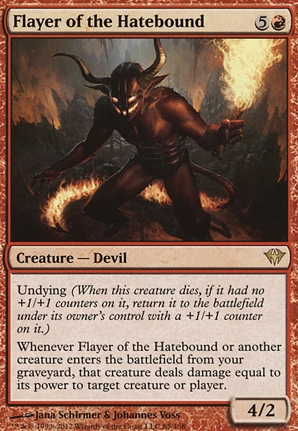 Flayer of the Hatebound 5
Creature — Devil
Undying (When this creature dies, if it had no
+1/+1 counters on it, return it to the battlefield
under its owner's control with a +1/+1 counter
on it.)
Whenever Flayer of the Hatebound or another
creature enters the battlefield from your
graveyard, that creature deals damage equal to
its power to target creature or player.
4/2
Jana Schirmer & Johannes Voss